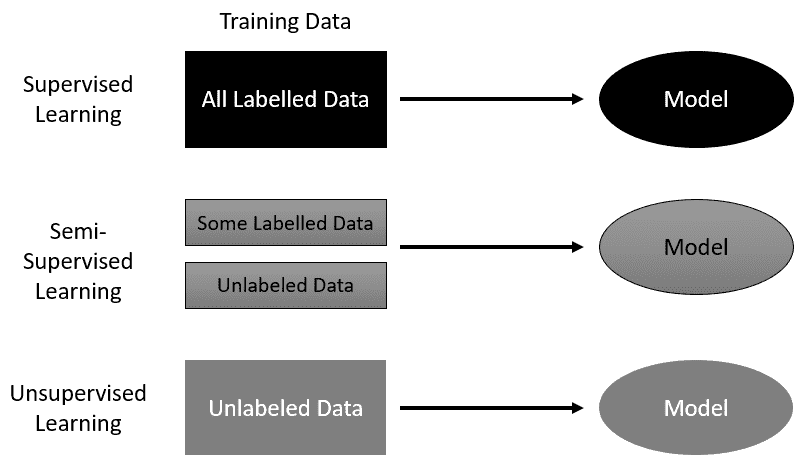 Training Data
Supervised
Learning
All Labelled Data
Model
Semi-
Supervised
Learning
Some Labelled Data
Unlabeled Data
Model
Unsupervised
Learning
Unlabeled Data
Model